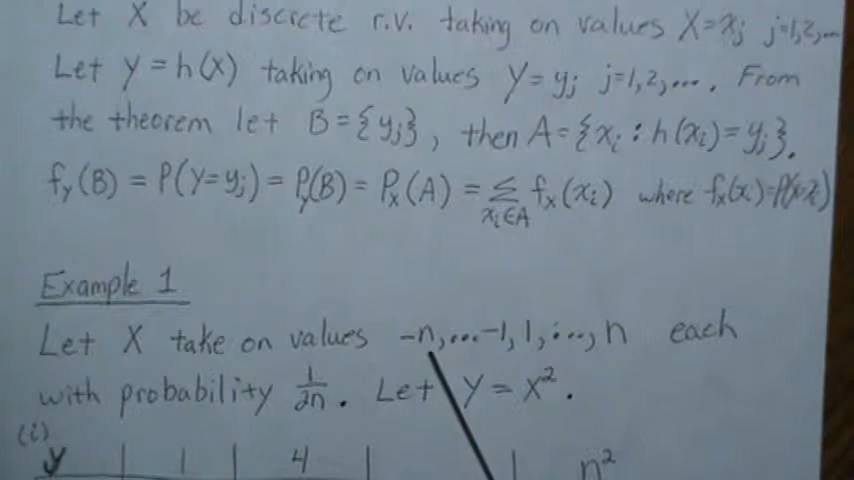 Let X be discrete r.v. taking on values X=xj j=1,2,...
Let Y=h(X) taking on values Y=yj j=1,2,.... From
the theorem let B={yj}, then A={xi:h(xi)=yj}.
fy(B)=P(Y=yj)=Py(B)=Px(A)=∑xi∈A fx(xi) where fx(xi)=P(X=xi)
Example 1
Let X take on values -n,...-1,1,...,n each
with probability 1/2n. Let Y=X².
(i)
y | 1 | 4 | | n²